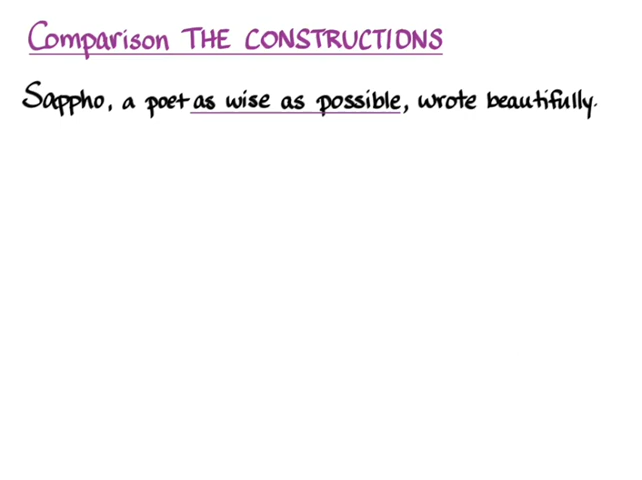 Comparison THE CONSTRUCTIONS
Sappho, a poet as wise as possible, wrote beautifully.